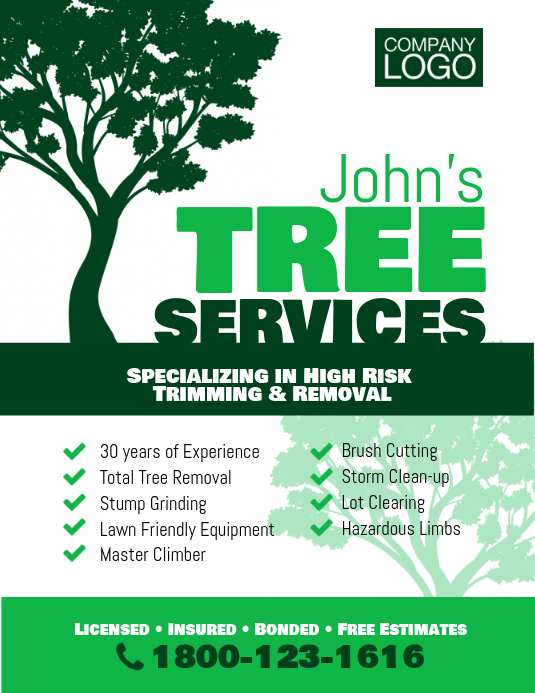 COMPANY
LOGO
John's
TREE
SERVICES
Specializing in High Risk
Trimming & Removal
30 years of Experience
Total Tree Removal
Stump Grinding
Lawn Friendly Equipment
Master Climber
Brush Cutting
Storm Clean-up
Lot Clearing
Hazardous Limbs
Licensed • Insured • Bonded • Free Estimates
1800-123-1616